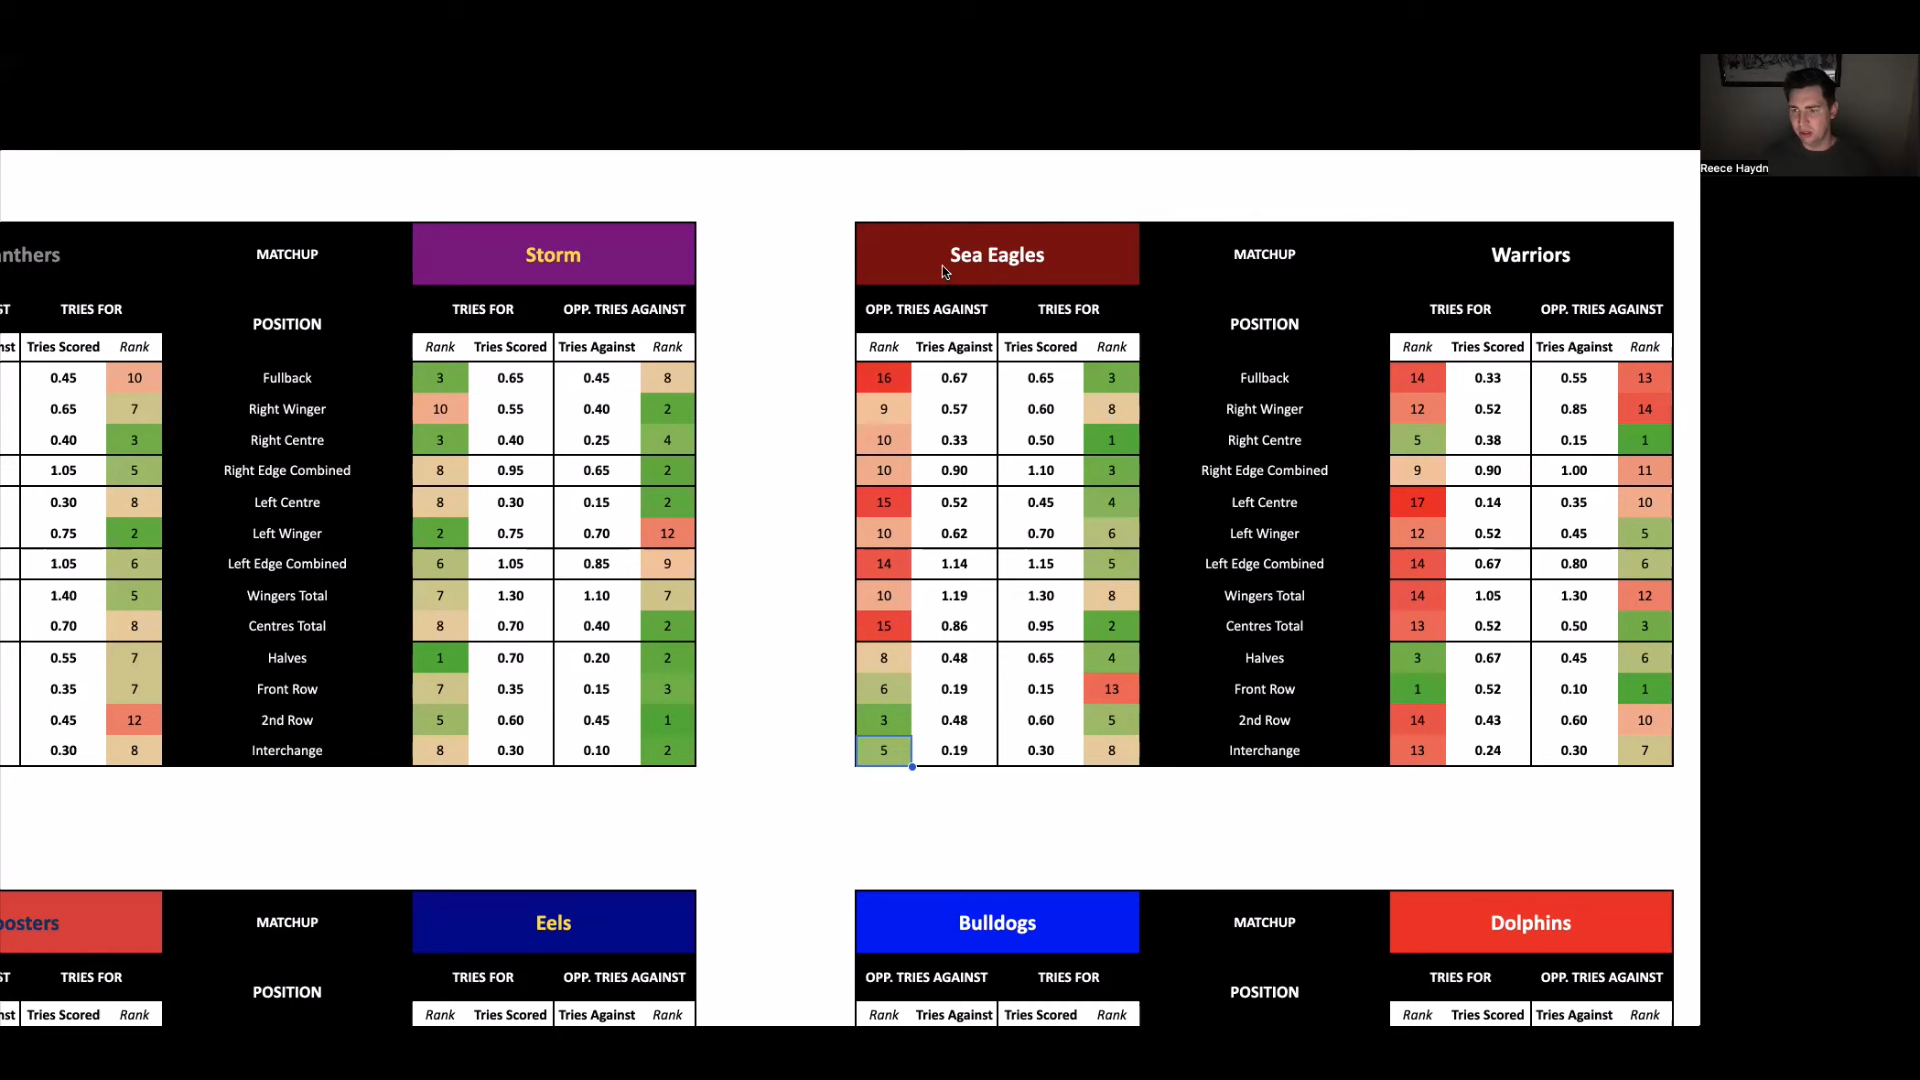 Reece Haydn
anthers MATCHUP Storm
ST TRIES FOR POSITION TRIES FOR OPP. TRIES AGAINST
nst Tries Scored Rank Rank Tries Scored Tries Against Rank
0.45 10 Fullback 3 0.65 0.45 8
0.65 7 Right Winger 10 0.55 0.40 2
0.40 3 Right Centre 3 0.40 0.25 4
1.05 5 Right Edge Combined 8 0.95 0.65 2
0.30 8 Left Centre 8 0.30 0.15 2
0.75 2 Left Winger 2 0.75 0.70 12
1.05 6 Left Edge Combined 6 1.05 0.85 9
1.40 5 Wingers Total 7 1.30 1.10 7
0.70 8 Centres Total 8 0.70 0.40 2
0.55 7 Halves 1 0.70 0.20 2
0.35 7 Front Row 7 0.35 0.15 3
0.45 12 2nd Row 5 0.60 0.45 1
0.30 8 Interchange 8 0.30 0.10 2
Sea Eagles MATCHUP Warriors
OPP. TRIES AGAINST TRIES FOR POSITION TRIES FOR OPP. TRIES AGAINST
Rank Tries Against Tries Scored Rank Rank Tries Scored Tries Against Rank
16 0.67 0.65 3 Fullback 14 0.33 0.55 13
9 0.57 0.60 8 Right Winger 12 0.52 0.85 14
10 0.33 0.50 1 Right Centre 5 0.38 0.15 1
10 0.90 1.10 3 Right Edge Combined 9 0.90 1.00 11
15 0.52 0.45 4 Left Centre 17 0.14 0.35 10
10 0.62 0.70 6 Left Winger 12 0.52 0.45 5
14 1.14 1.15 5 Left Edge Combined 14 0.67 0.80 6
10 1.19 1.30 8 Wingers Total 14 1.05 1.30 12
15 0.86 0.95 2 Centres Total 13 0.52 0.50 3
8 0.48 0.65 4 Halves 3 0.67 0.45 6
6 0.19 0.15 13 Front Row 1 0.52 0.10 1
3 0.48 0.60 5 2nd Row 14 0.43 0.60 10
5 0.19 0.30 8 Interchange 13 0.24 0.30 7
oosters MATCHUP Eels
ST TRIES FOR POSITION TRIES FOR OPP. TRIES AGAINST
nst Tries Scored Rank Rank Tries Scored Tries Against Rank
Bulldogs MATCHUP Dolphins
OPP. TRIES AGAINST TRIES FOR POSITION TRIES FOR OPP. TRIES AGAINST
Rank Tries Against Tries Scored Rank Rank Tries Scored Tries Against Rank